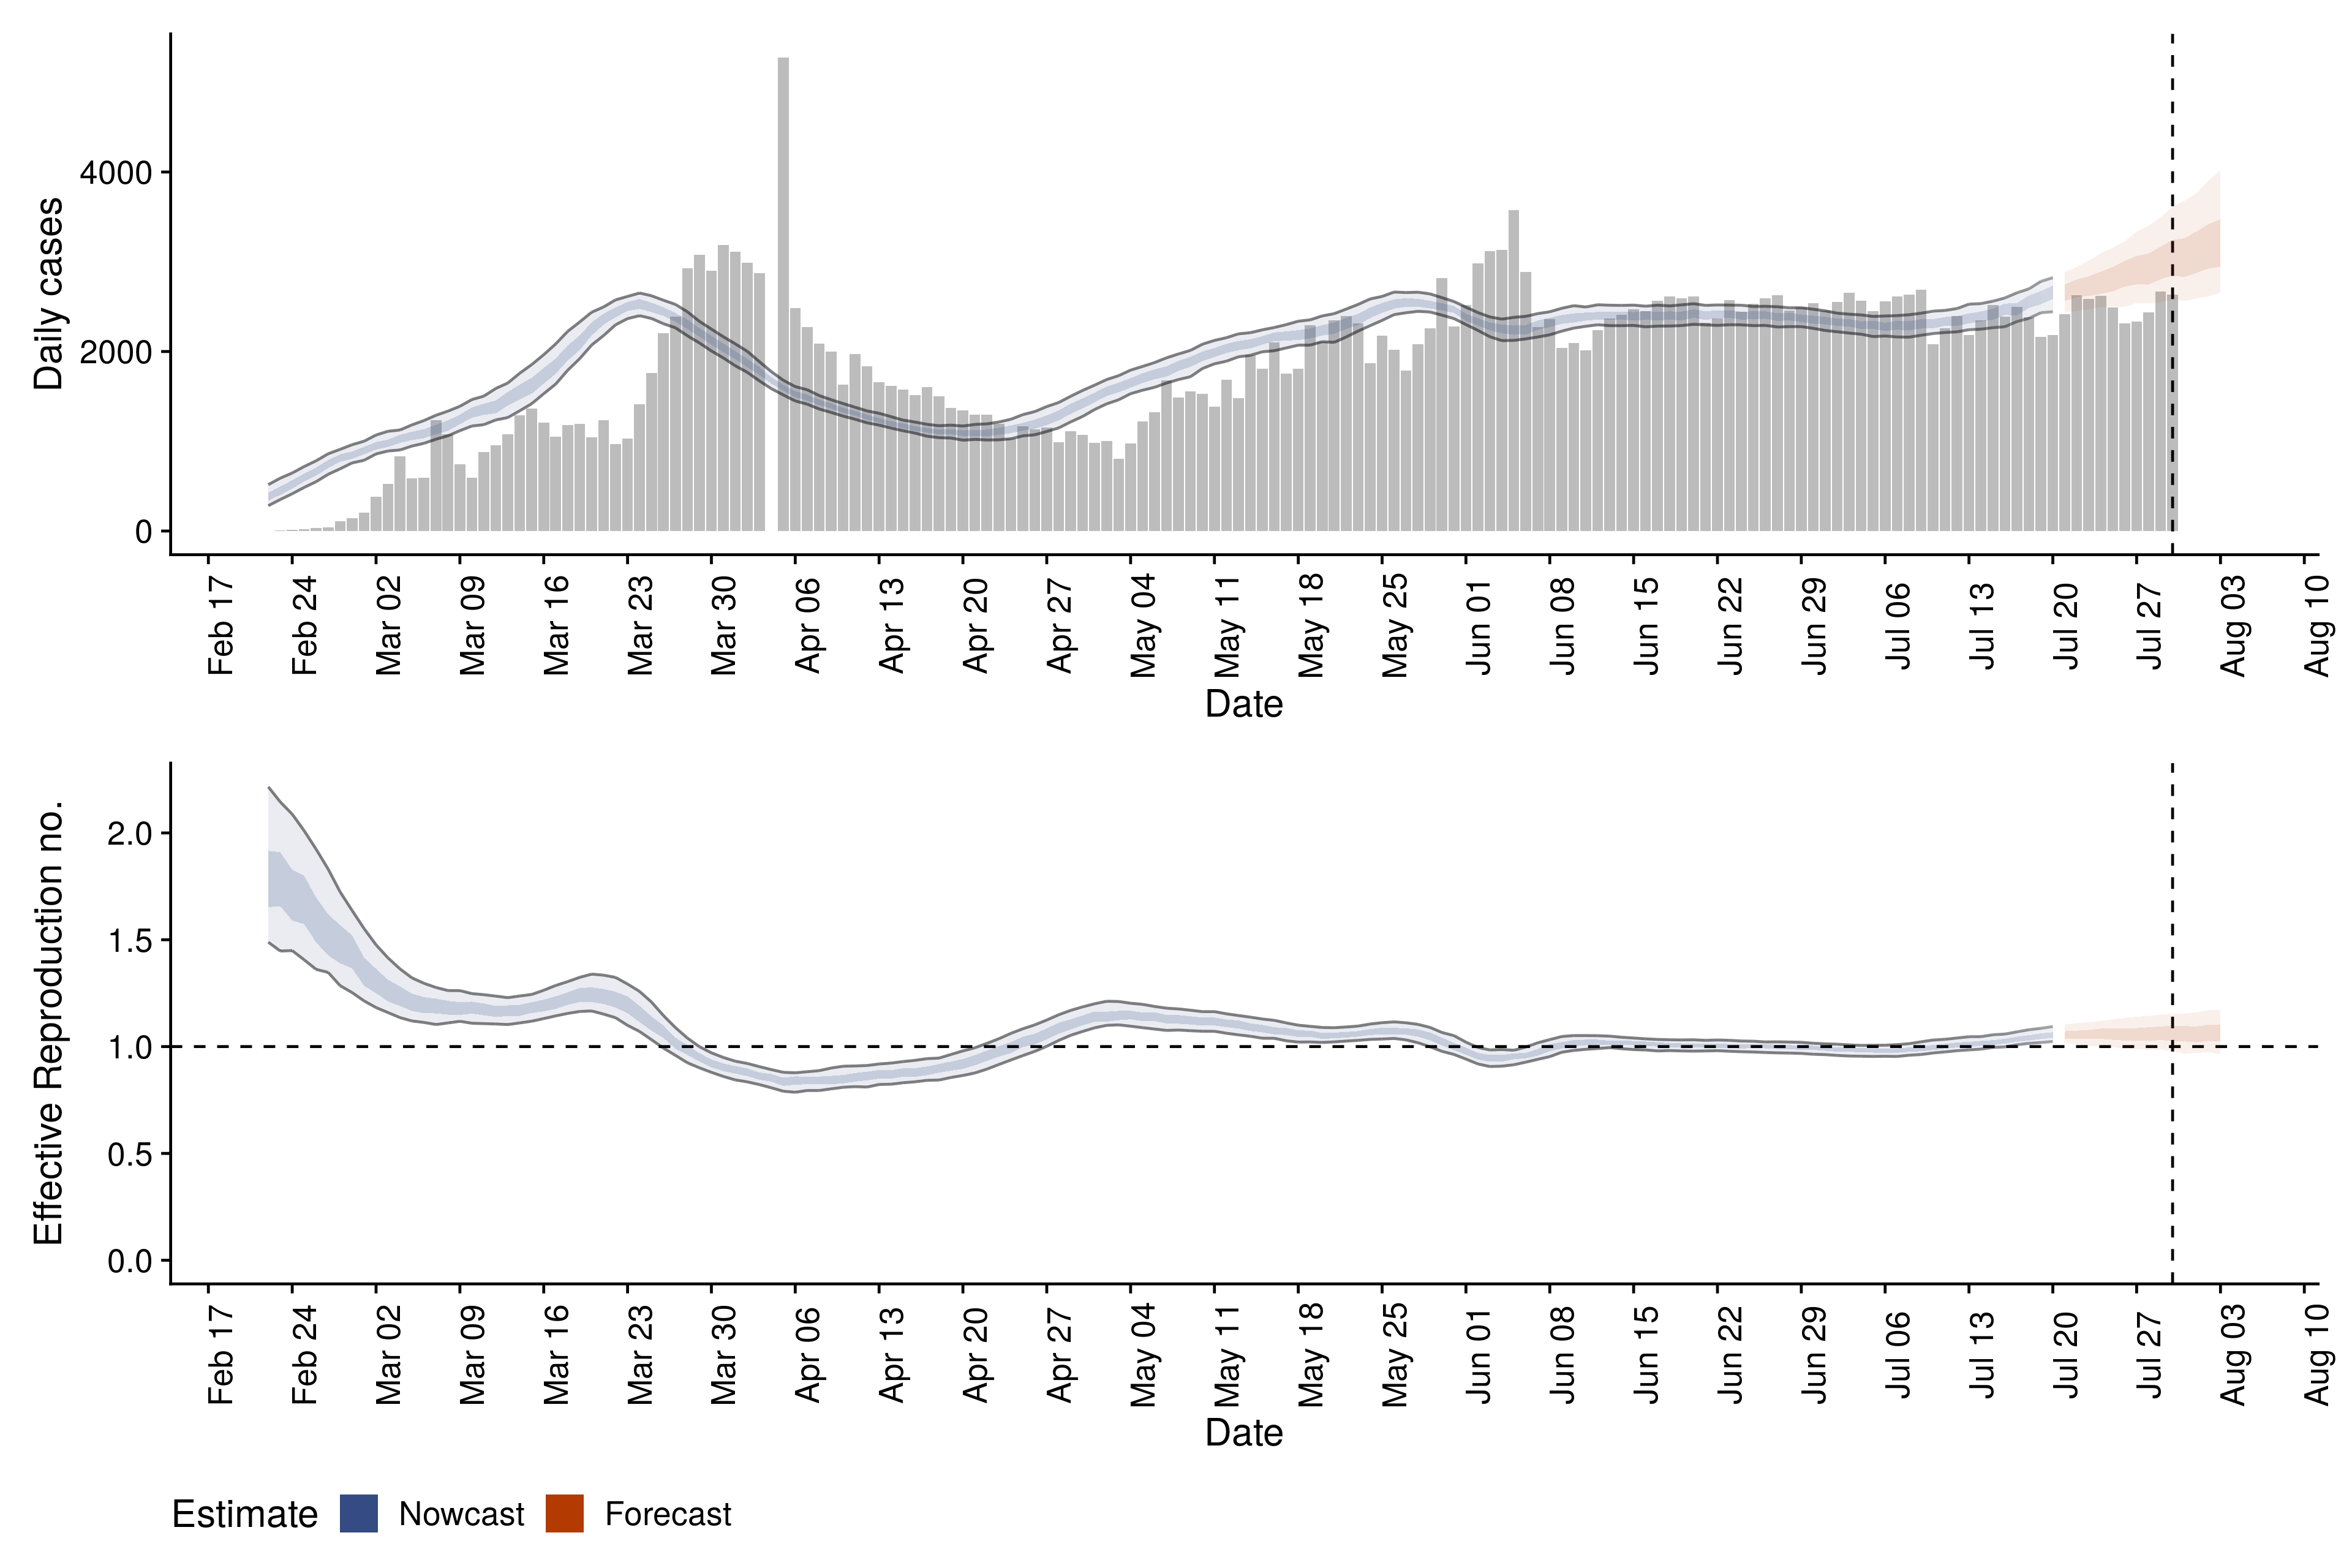 Daily cases
4000
2000
0
Feb 17 Feb 24 Mar 02 Mar 09 Mar 16 Mar 23 Mar 30 Apr 06 Apr 13 Apr 20 Apr 27 May 04 May 11 May 18 May 25 Jun 01 Jun 08 Jun 15 Jun 22 Jun 29 Jul 06 Jul 13 Jul 20 Jul 27 Aug 03 Aug 10
Date
Effective Reproduction no.
2.0
1.5
1.0
0.5
0.0
Feb 17 Feb 24 Mar 02 Mar 09 Mar 16 Mar 23 Mar 30 Apr 06 Apr 13 Apr 20 Apr 27 May 04 May 11 May 18 May 25 Jun 01 Jun 08 Jun 15 Jun 22 Jun 29 Jul 06 Jul 13 Jul 20 Jul 27 Aug 03 Aug 10
Date
Estimate Nowcast Forecast